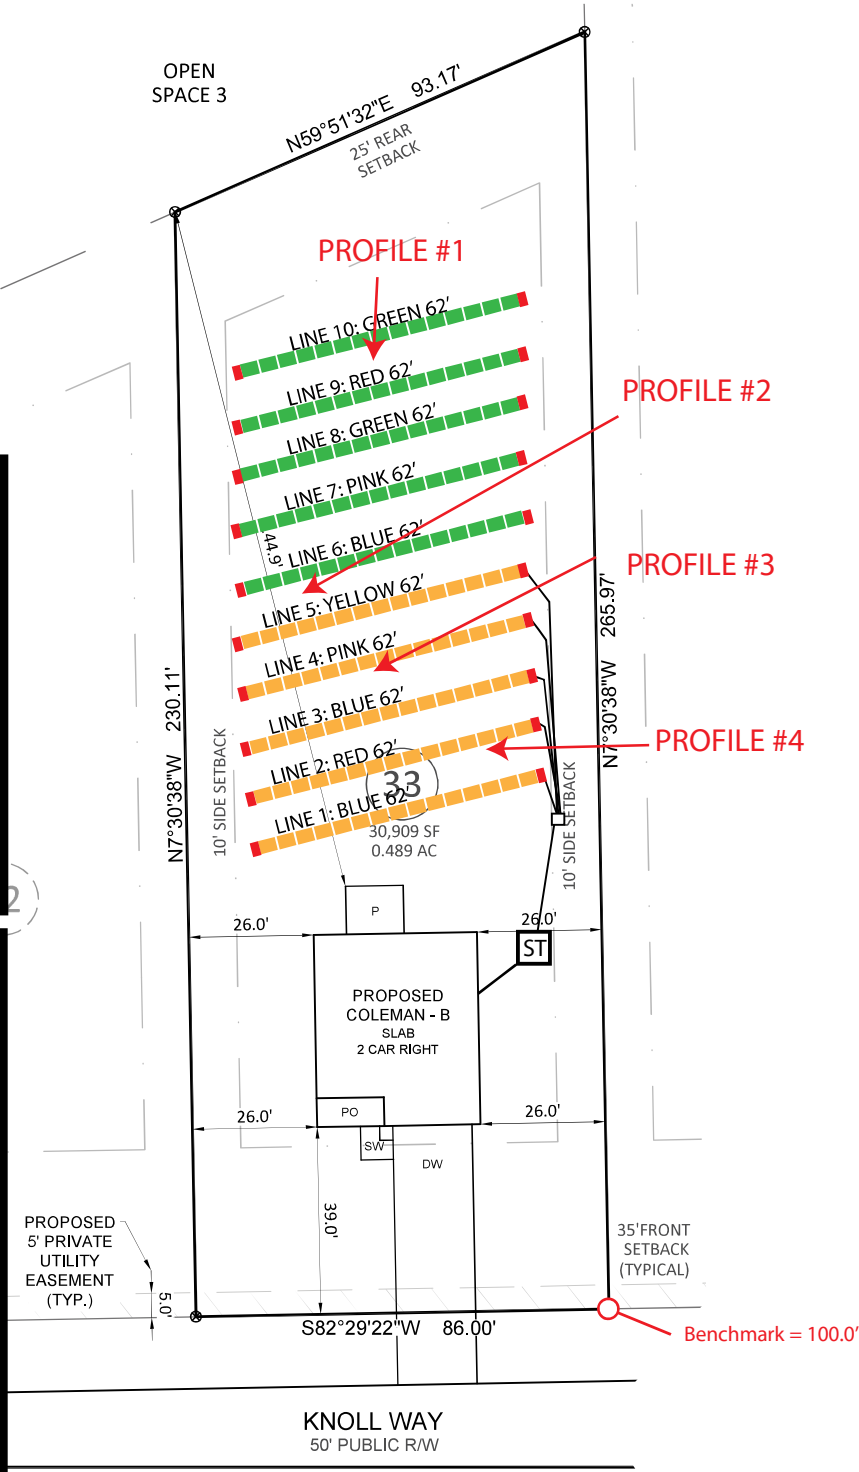 OPEN
SPACE 3
N59°51'32"E 93.17'
25' REAR
SETBACK
PROFILE #1
LINE 10: GREEN 62'
LINE 9: RED 62'
PROFILE #2
LINE 8: GREEN 62'
LINE 7: PINK 62'
44.9'
LINE 6: BLUE 62'
PROFILE #3
LINE 5: YELLOW 62'
N7°30'38"W 265.97'
LINE 4: PINK 62'
N7°30'38"W 230.11'
LINE 3: BLUE 62'
PROFILE #4
10' SIDE SETBACK
LINE 2: RED 62'
33
LINE 1: BLUE 62'
30,909 SF
0.489 AC
10' SIDE SETBACK
2
P
26.0'
26.0'
ST
PROPOSED
COLEMAN - B
SLAB
2 CAR RIGHT
26.0'
PO
26.0'
SW
DW
39.0'
PROPOSED
5' PRIVATE
UTILITY
EASEMENT
(TYP.)
5.0'
35'FRONT
SETBACK
(TYPICAL)
S82°29'22"W 86.00'
Benchmark = 100.0'
KNOLL WAY
50' PUBLIC R/W